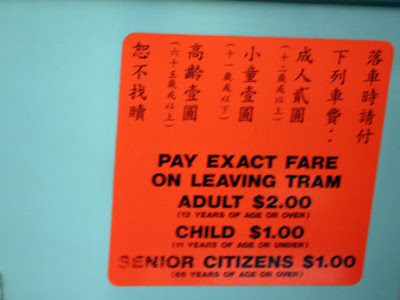 落車時請付
下列車費：
成人貳圓
(十二歲或以上)
小童壹圓
(十一歲或以下)
高齡壹圓
(六十五歲或以上)
恕不找贖
PAY EXACT FARE
ON LEAVING TRAM
ADULT $2.00
(12 YEARS OF AGE OR OVER)
CHILD $1.00
(11 YEARS OF AGE OR UNDER)
SENIOR CITIZENS $1.00
(65 YEARS OF AGE OR OVER)